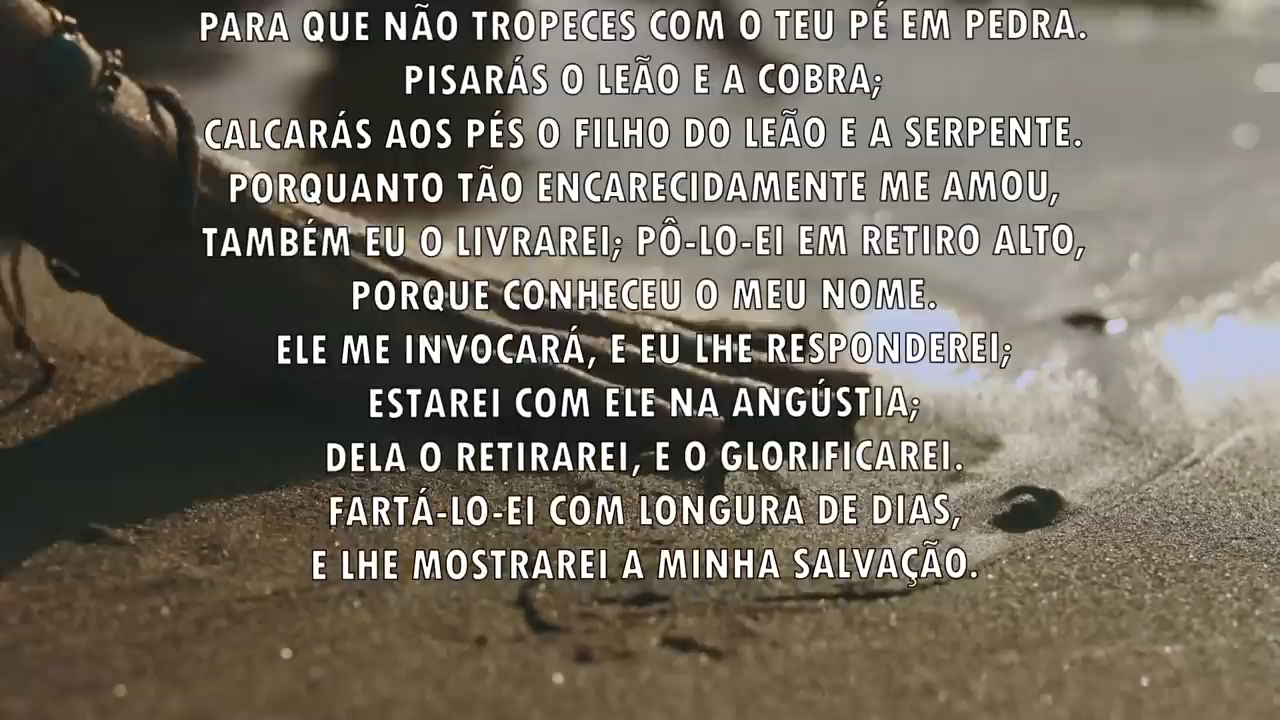 PARA QUE NÃO TROPECES COM O TEU PÉ EM PEDRA.
PISARÁS O LEÃO E A COBRA;
CALCARÁS AOS PÉS O FILHO DO LEÃO E A SERPENTE.
PORQUANTO TÃO ENCARECIDAMENTE ME AMOU,
TAMBÉM EU O LIVRAREI; PÔ-LO-EI EM RETIRO ALTO,
PORQUE CONHECEU O MEU NOME.
ELE ME INVOCARÁ, E EU LHE RESPONDEREI;
ESTAREI COM ELE NA ANGÚSTIA;
DELA O RETIRAREI, E O GLORIFICAREI.
FARTÁ-LO-EI COM LONGURA DE DIAS,
E LHE MOSTRAREI A MINHA SALVAÇÃO.